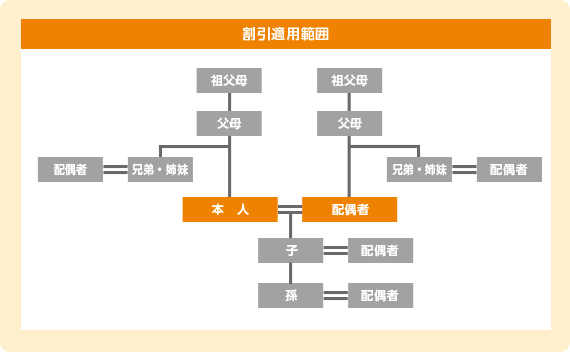 割引適用範囲
祖父母
祖父母
父母
父母
配偶者
兄弟・姉妹
兄弟・姉妹
配偶者
本　人
配偶者
子
配偶者
孫
配偶者